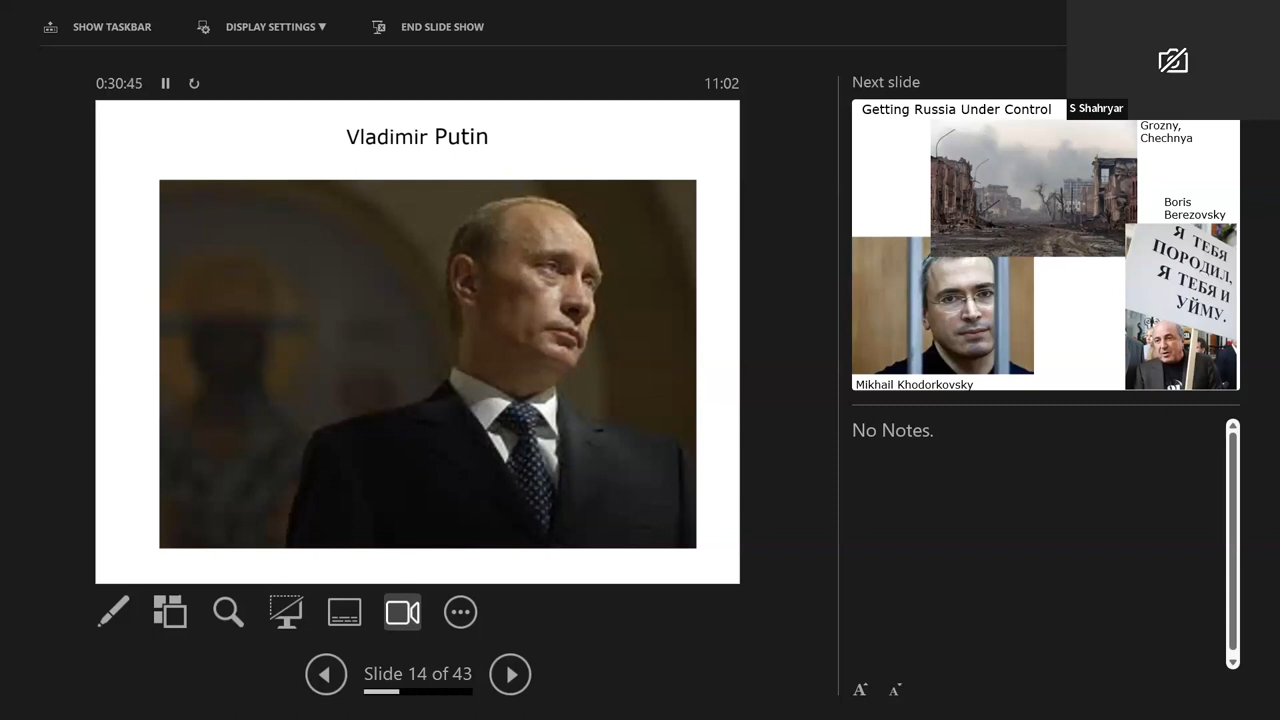 SHOW TASKBAR
DISPLAY SETTINGS ▼
END SLIDE SHOW
0:30:45
11:02
Vladimir Putin
Next slide
S Shahryar
Getting Russia Under Control
Grozny,
Chechnya
Boris
Berezovsky
Я ТЕБЯ
ПОРОДИЛ,
Я ТЕБЯ И
УЙМУ.
Mikhail Khodorkovsky
No Notes.
Slide 14 of 43
A A